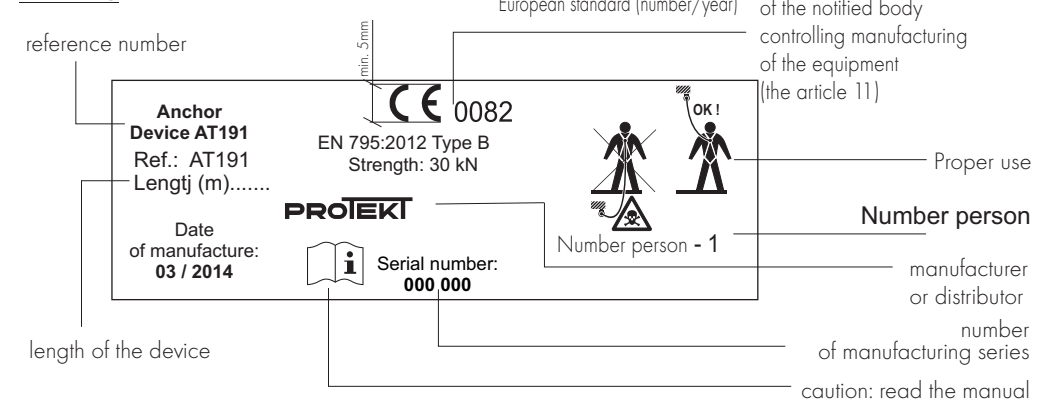 European standard (number/year)
of the notified body
controlling manufacturing
of the equipment
(the article 11)
reference number
min. 5mm
CE 0082
Anchor
Device AT191
Ref.: AT191
Lengtj (m).......
EN 795:2012 Type B
Strength: 30 kN
OK !
Proper use
PROTEKT
Number person
Number person - 1
Date
of manufacture:
03 / 2014
i
Serial number:
000 000
manufacturer
or distributor
number
of manufacturing series
length of the device
caution: read the manual